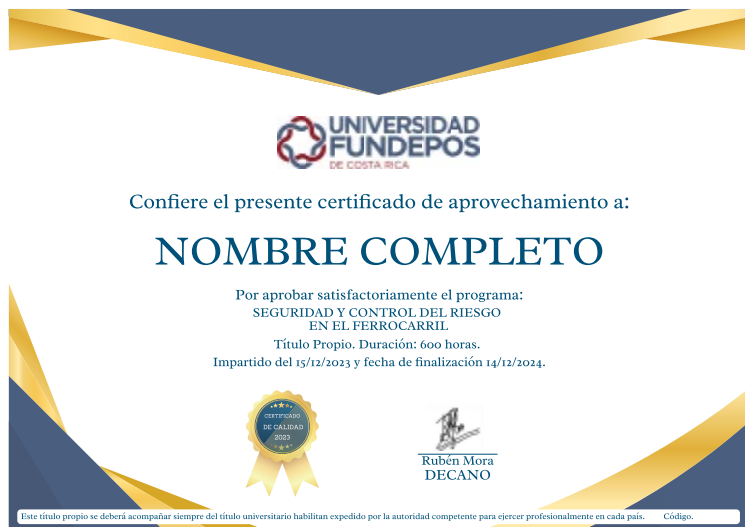 UNIVERSIDAD
FUNDEPOS
DE COSTA RICA
Confiere el presente certificado de aprovechamiento a:
NOMBRE COMPLETO
Por aprobar satisfactoriamente el programa:
SEGURIDAD Y CONTROL DEL RIESGO
EN EL FERROCARRIL
Título Propio. Duración: 600 horas.
Impartido del 15/12/2023 y fecha de finalización 14/12/2024.
CERTIFICADO
DE CALIDAD
2023
Rubén Mora
DECANO
Este título propio se deberá acompañar siempre del título universitario habilitan expedido por la autoridad competente para ejercer profesionalmente en cada país. Código.